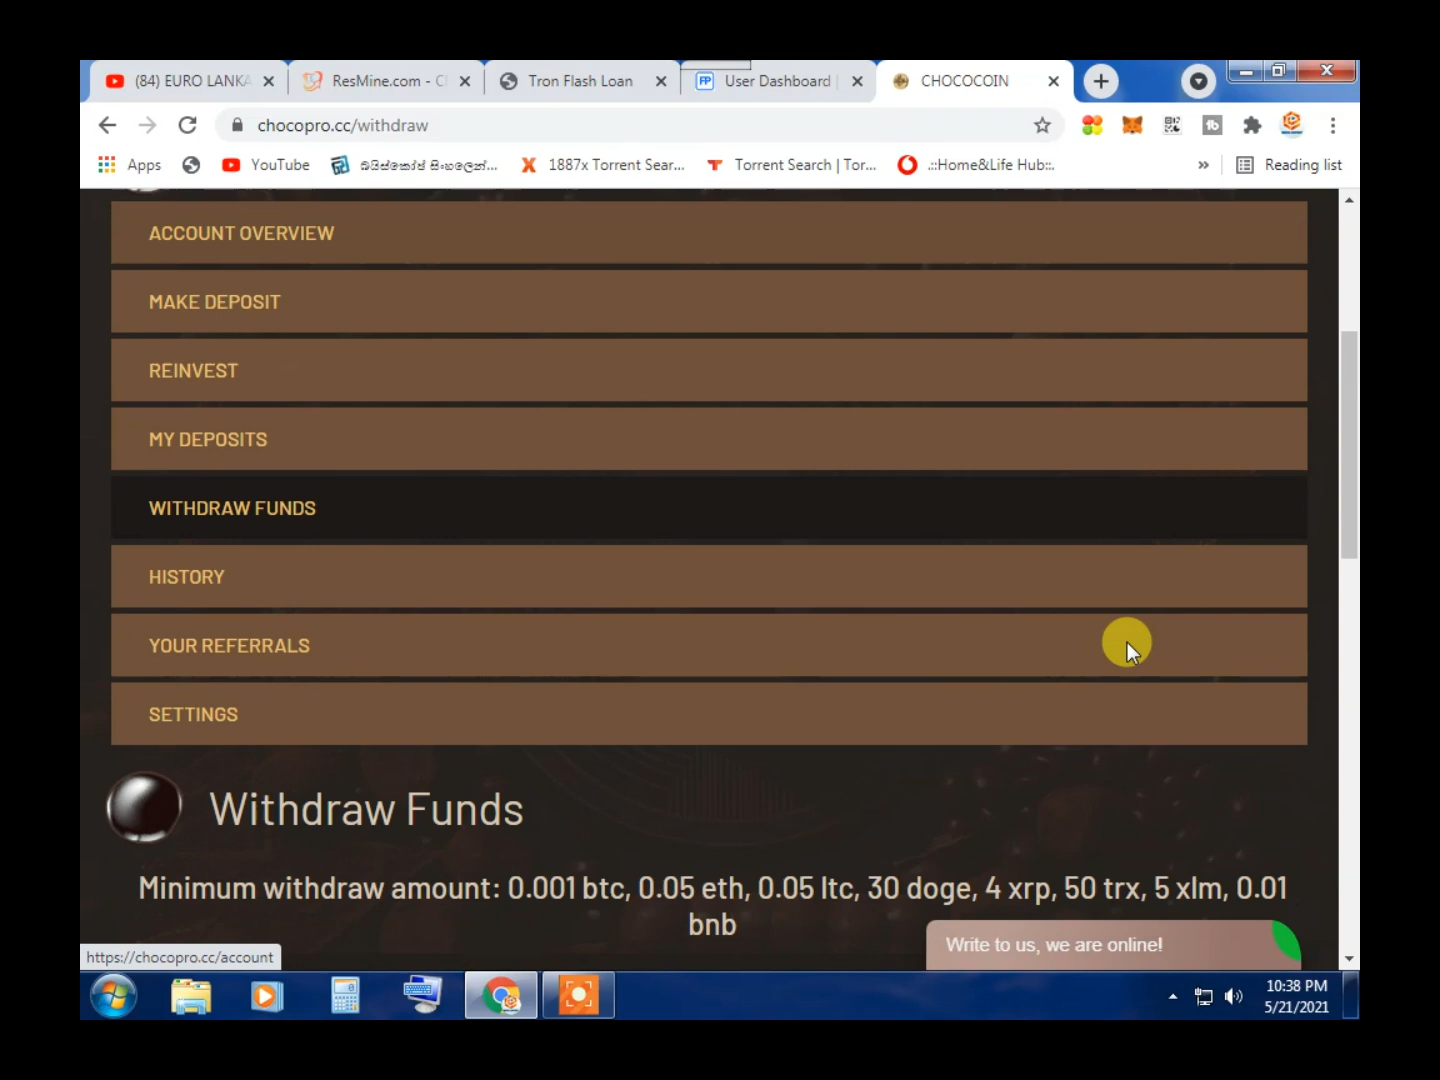 (84) EURO LANKA
ResMine.com - Cl
Tron Flash Loan
FP User Dashboard |
CHOCOCOIN
chocopro.cc/withdraw
Apps
YouTube
බයිස්කෝප් සිංහලෙන්...
1887x Torrent Sear...
Torrent Search | Tor...
.::Home&Life Hub::.
»
Reading list
ACCOUNT OVERVIEW
MAKE DEPOSIT
REINVEST
MY DEPOSITS
WITHDRAW FUNDS
HISTORY
YOUR REFERRALS
SETTINGS
Withdraw Funds
Minimum withdraw amount: 0.001 btc, 0.05 eth, 0.05 ltc, 30 doge, 4 xrp, 50 trx, 5 xlm, 0.01
bnb
Write to us, we are online!
https://chocopro.cc/account
10:38 PM
5/21/2021